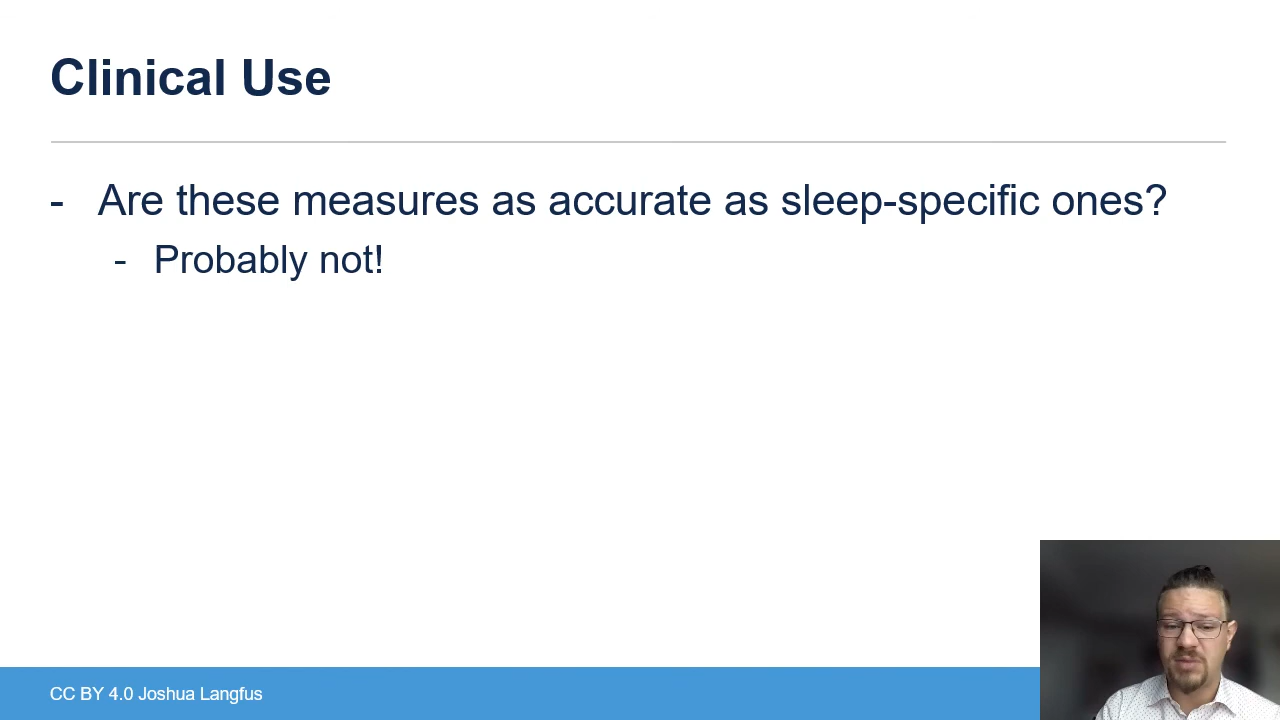 Clinical Use
- Are these measures as accurate as sleep-specific ones?
- Probably not!
CC BY 4.0 Joshua Langfus